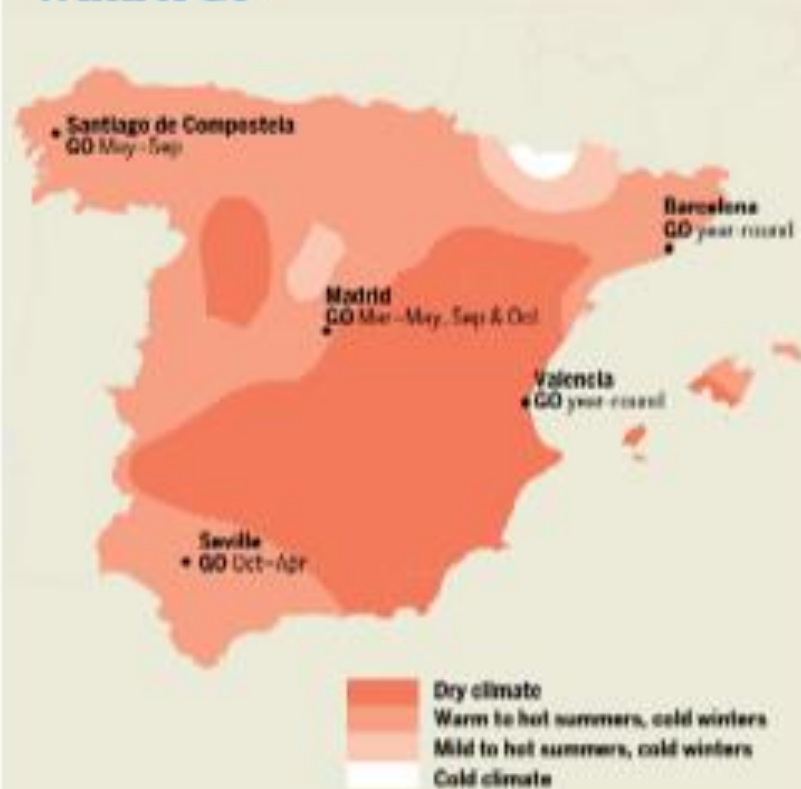 Santiago de Compostela
GO May–Sep
Barcelona
GO year-round
Madrid
GO Mar–May, Sep & Oct
Valencia
GO year-round
Seville
GO Oct–Apr
Dry climate
Warm to hot summers, cold winters
Mild to hot summers, cold winters
Cold climate